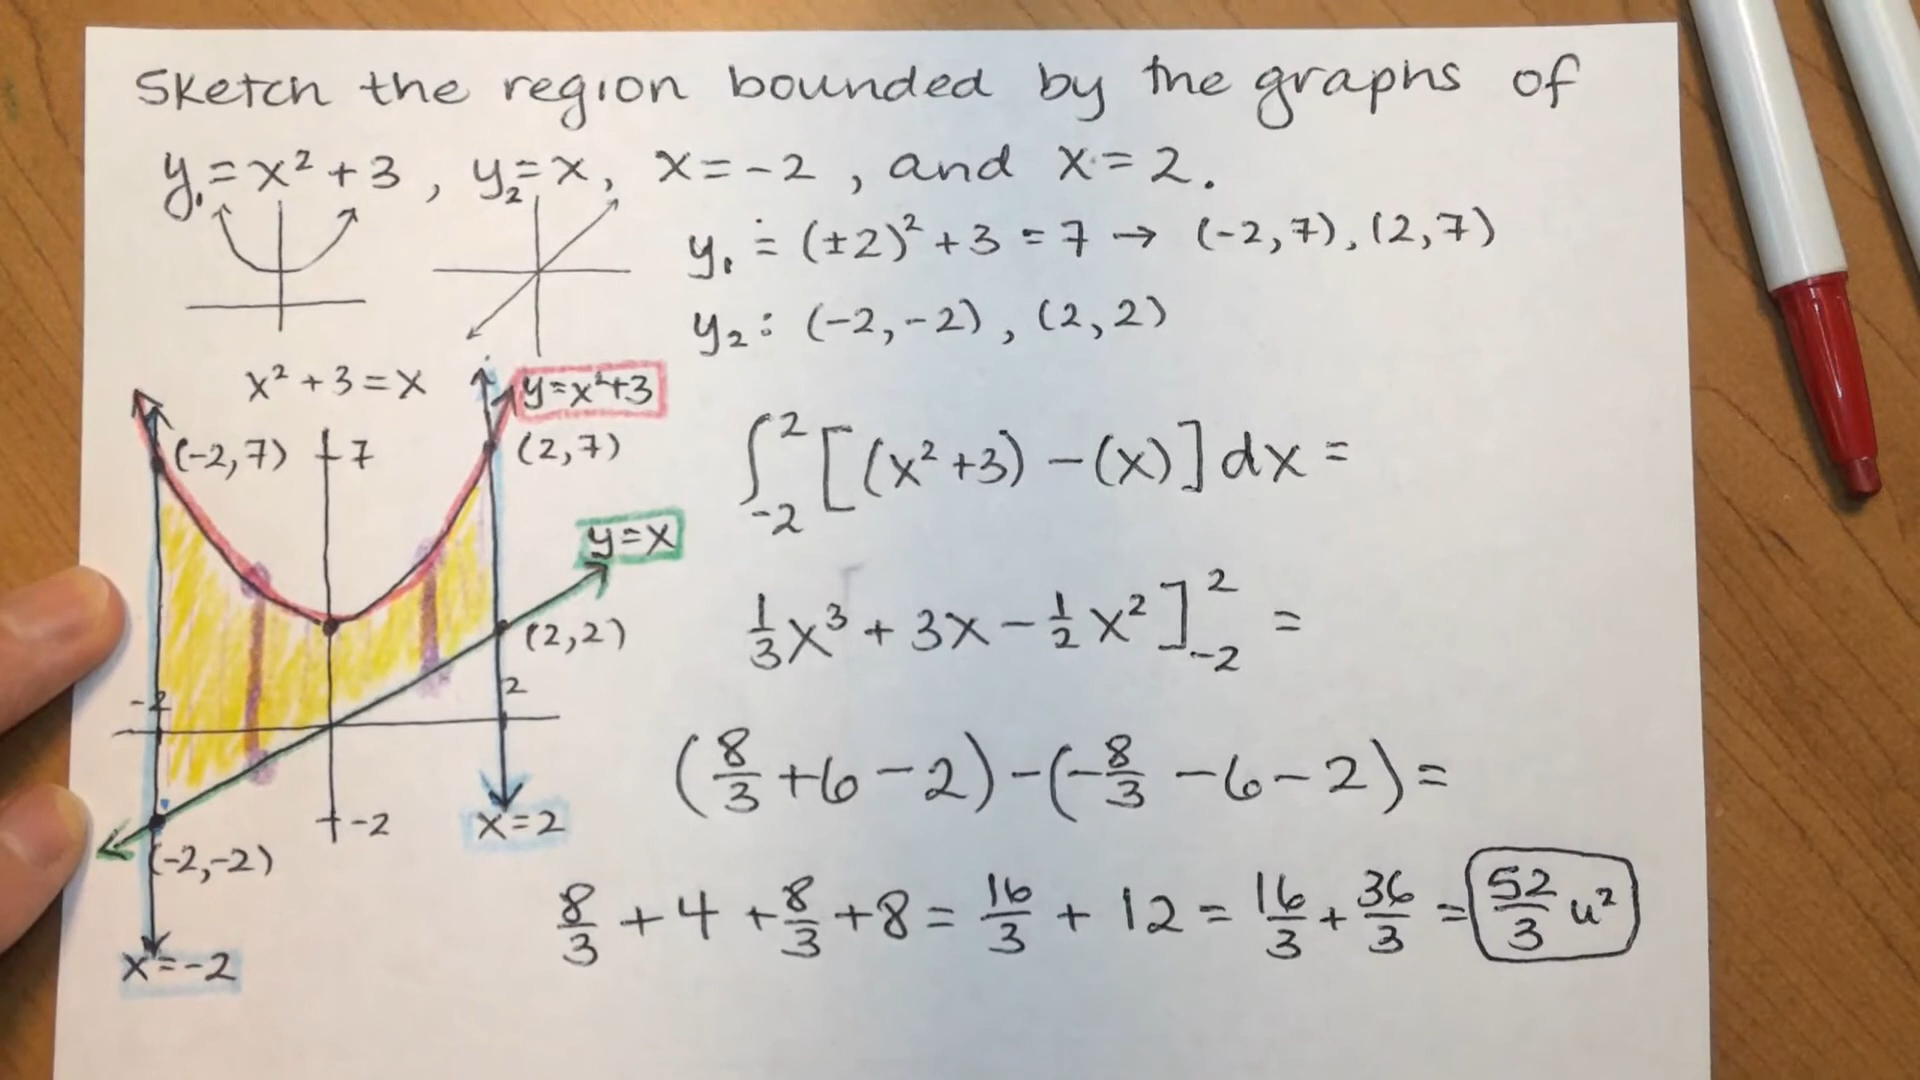 Sketch the region bounded by the graphs of
y₁ = x² + 3 , y₂ = x, x = -2 , and x = 2 .
y₁ : = (±2)² + 3 = 7 → (-2,7), (2,7)
y₂ : (-2,-2) , (2,2)
x² + 3 = x
y=x²+3
(-2,7)
7
(2,7)
y=x
(2,2)
-2
2
-2
x=2
(-2,-2)
x=-2
∫₋₂² [(x²+3) - (x)] dx =
1/3 x³ + 3x - 1/2 x² ]₋₂² =
(8/3 + 6 - 2) - (-8/3 - 6 - 2) =
8/3 + 4 + 8/3 + 8 = 16/3 + 12 = 16/3 + 36/3 = 52/3 u²